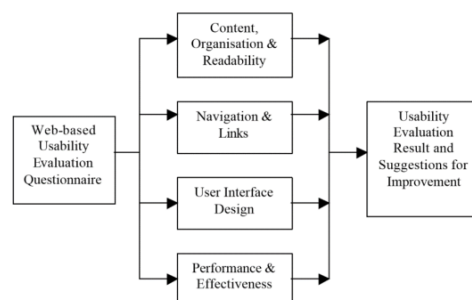 Web-based
Usability
Evaluation
Questionnaire
Content,
Organisation &
Readability
Navigation &
Links
User Interface
Design
Performance &
Effectiveness
Usability
Evaluation
Result and
Suggestions for
Improvement